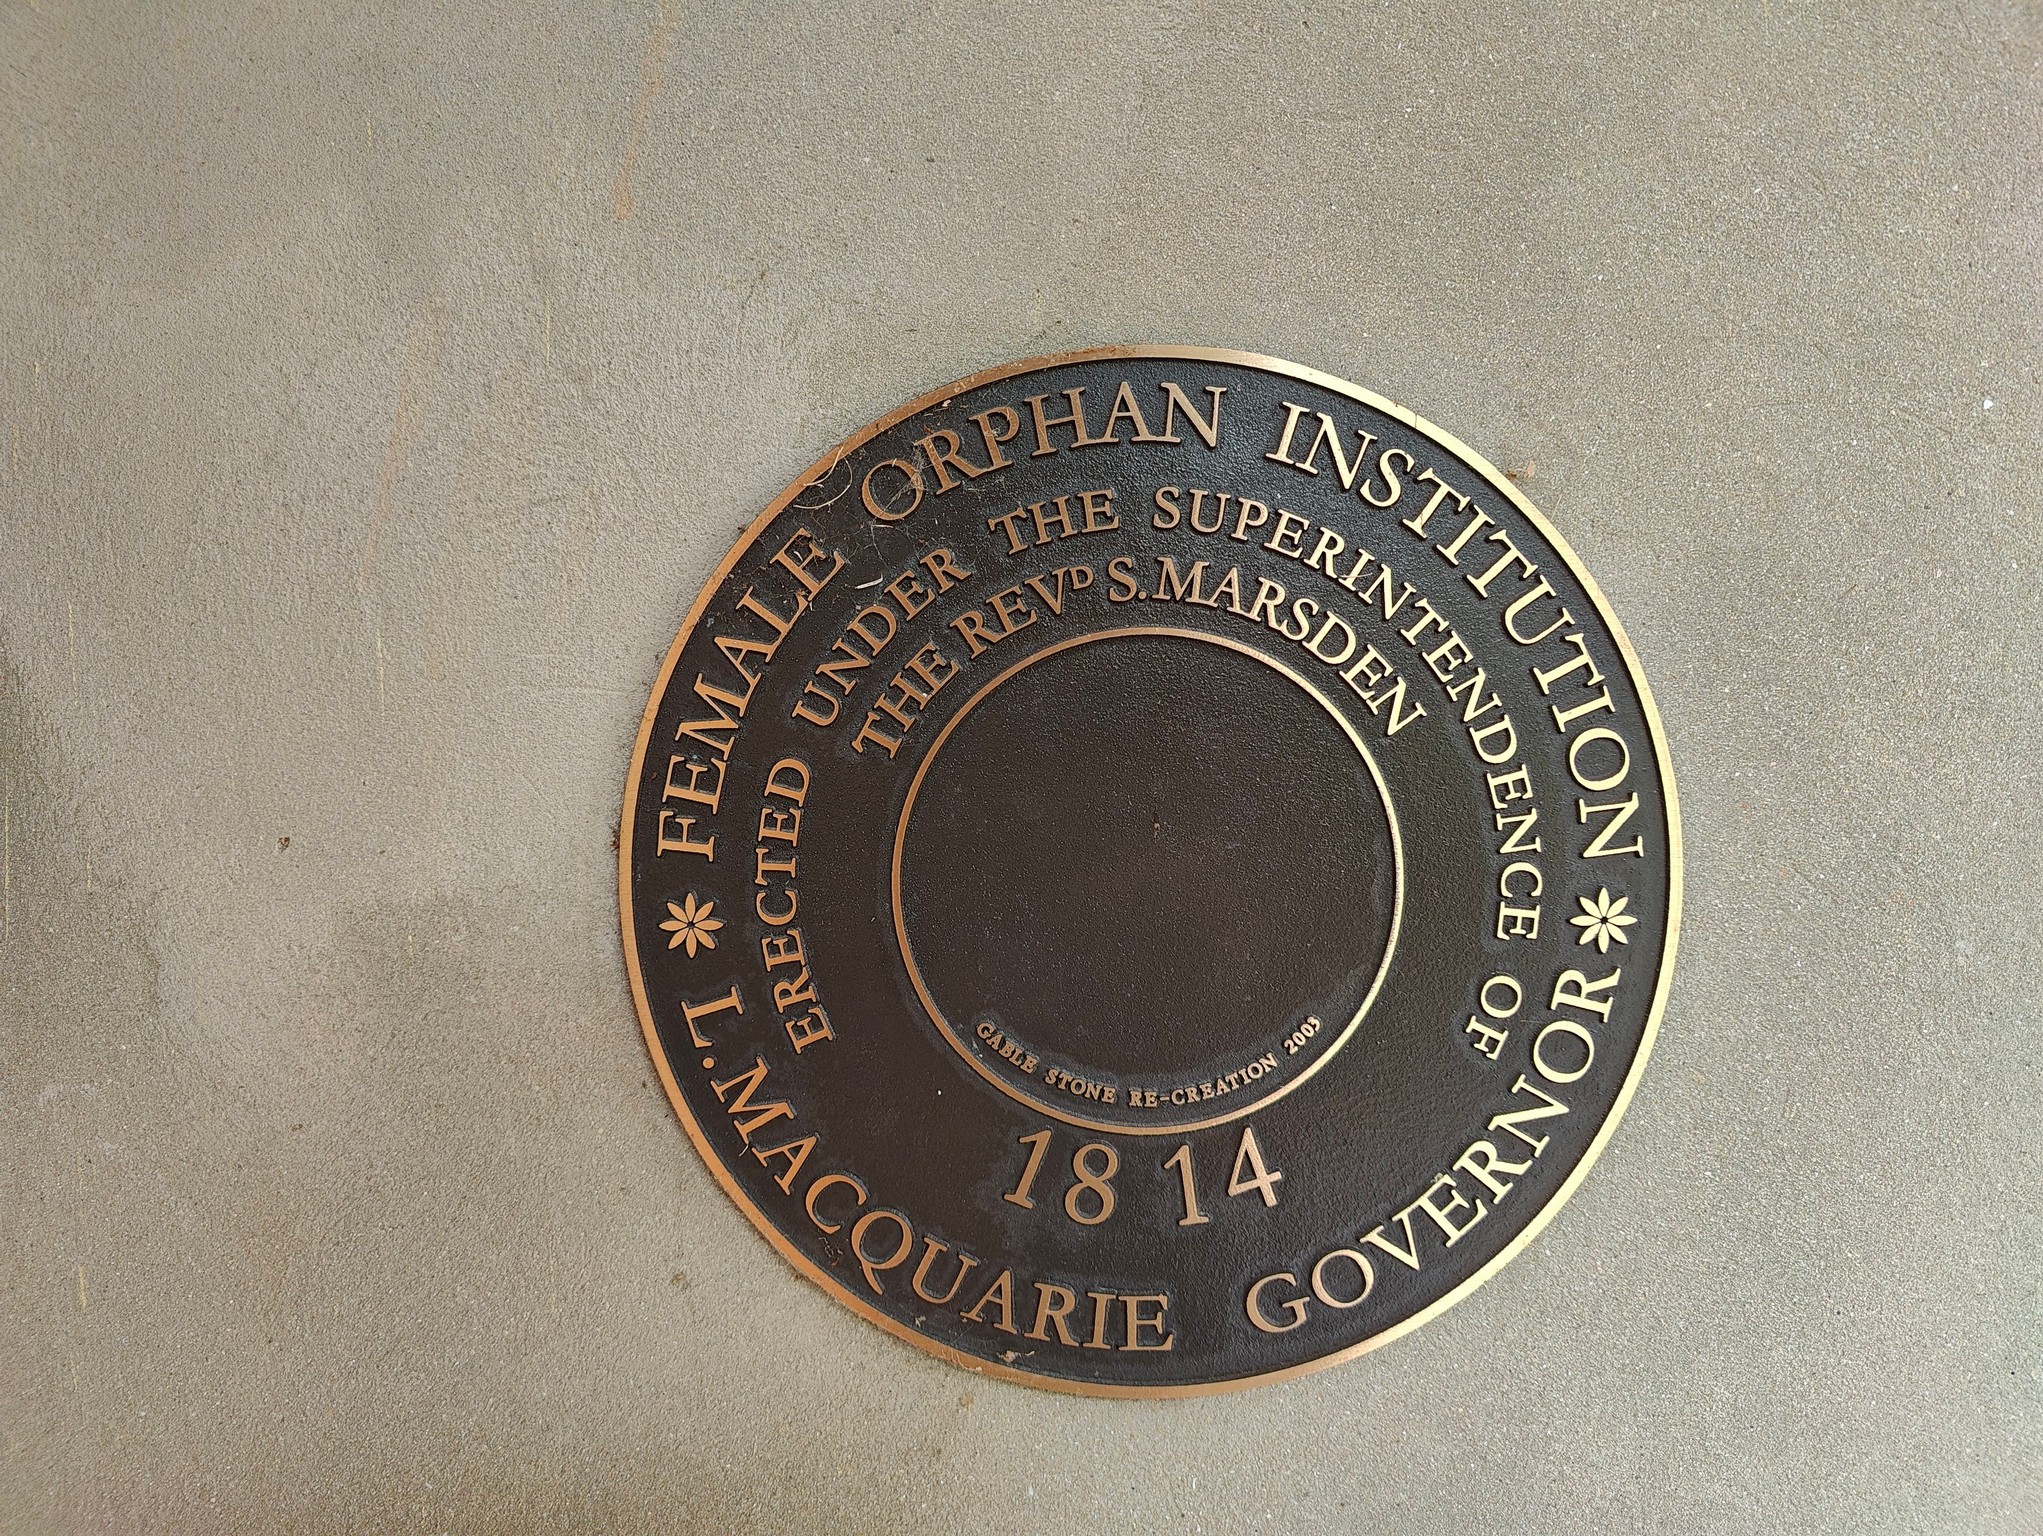 FEMALE ORPHAN INSTITUTION
ERECTED UNDER THE SUPERINTENDENCE OF
THE REVD S. MARSDEN
GABLE STONE RE-CREATION 2003
1814
L. MACQUARIE GOVERNOR